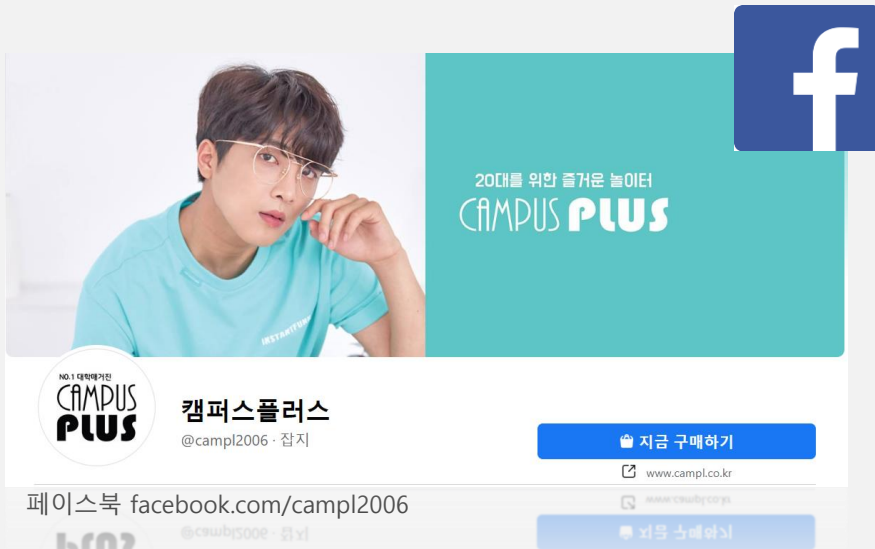 20대를 위한 즐거운 놀이터
CAMPUS PLUS
INSTANTFUNK
NO.1 대학매거진
CAMPUS
PLUS
캠퍼스플러스
@campl2006 · 잡지
지금 구매하기
www.campl.co.kr
페이스북 facebook.com/campl2006